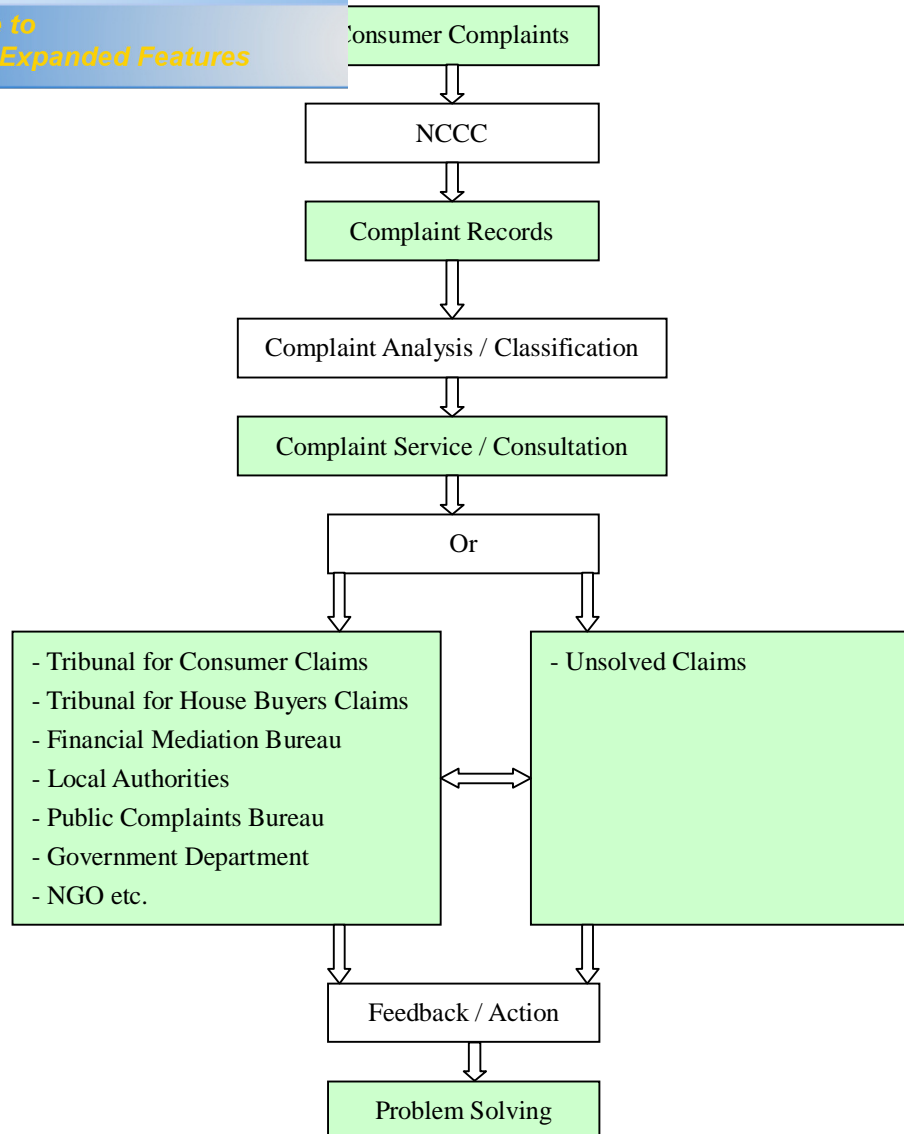 to
Expanded Features
Consumer Complaints
NCCC
Complaint Records
Complaint Analysis / Classification
Complaint Service / Consultation
Or
- Tribunal for Consumer Claims
- Tribunal for House Buyers Claims
- Financial Mediation Bureau
- Local Authorities
- Public Complaints Bureau
- Government Department
- NGO etc.
- Unsolved Claims
Feedback / Action
Problem Solving